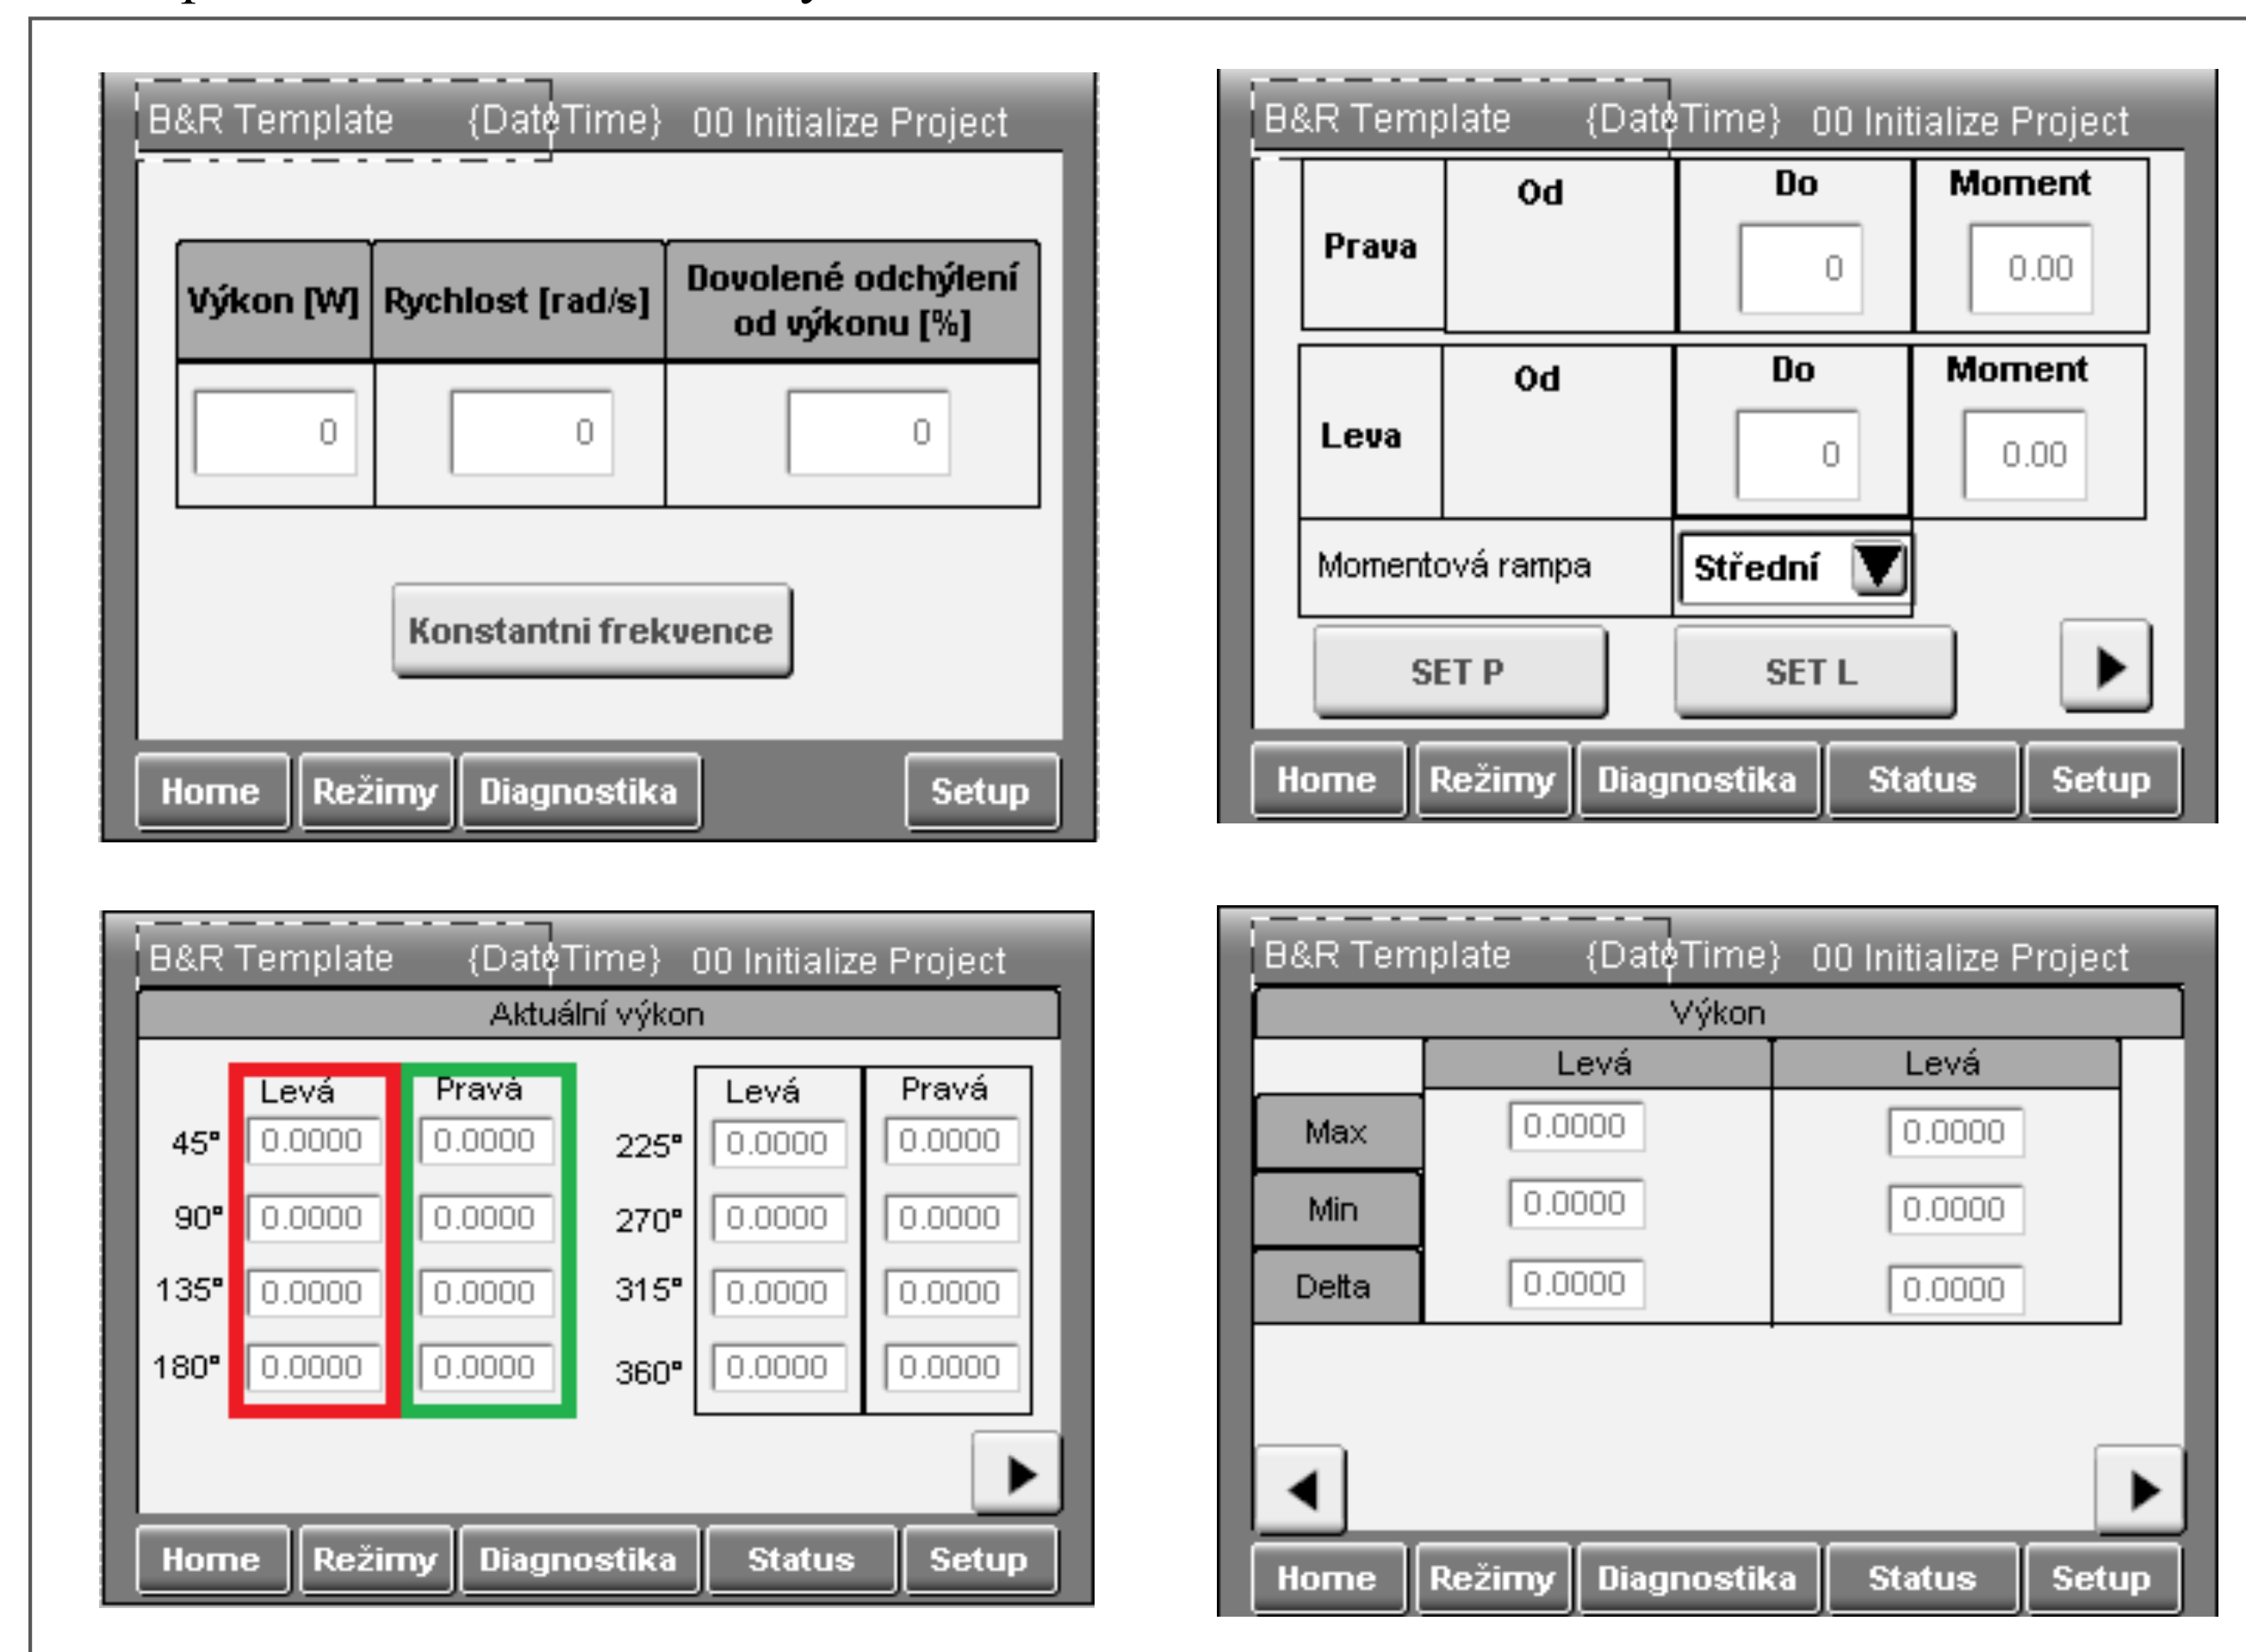 B&R Template {DateTime} 00 Initialize Project
Výkon [W] Rychlost [rad/s] Dovolené odchýlení
od výkonu [%]
0 0 0
Konstantni frekvence
Home Režimy Diagnostika Setup
B&R Template {DateTime} 00 Initialize Project
Od Do Moment
Prava 0 0.00
Od Do Moment
Leva 0 0.00
Momentová rampa Střední
SET P SET L
Home Režimy Diagnostika Status Setup
B&R Template {DateTime} 00 Initialize Project
Aktuální výkon
Levá Pravá Levá Pravá
45° 0.0000 0.0000 225° 0.0000 0.0000
90° 0.0000 0.0000 270° 0.0000 0.0000
135° 0.0000 0.0000 315° 0.0000 0.0000
180° 0.0000 0.0000 360° 0.0000 0.0000
Home Režimy Diagnostika Status Setup
B&R Template {DateTime} 00 Initialize Project
Výkon
Levá Levá
Max 0.0000 0.0000
Min 0.0000 0.0000
Delta 0.0000 0.0000
Home Režimy Diagnostika Status Setup